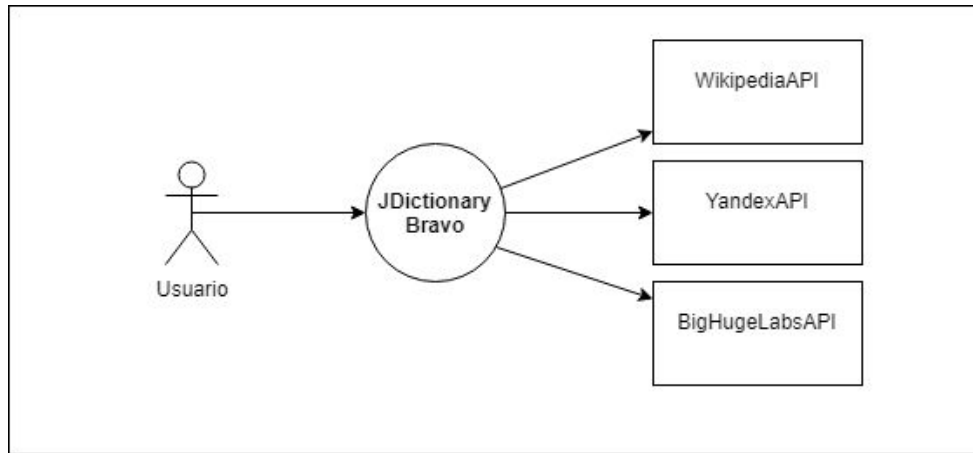 WikipediaAPI
JDictionary
Bravo
YandexAPI
Usuario
BigHugeLabsAPI